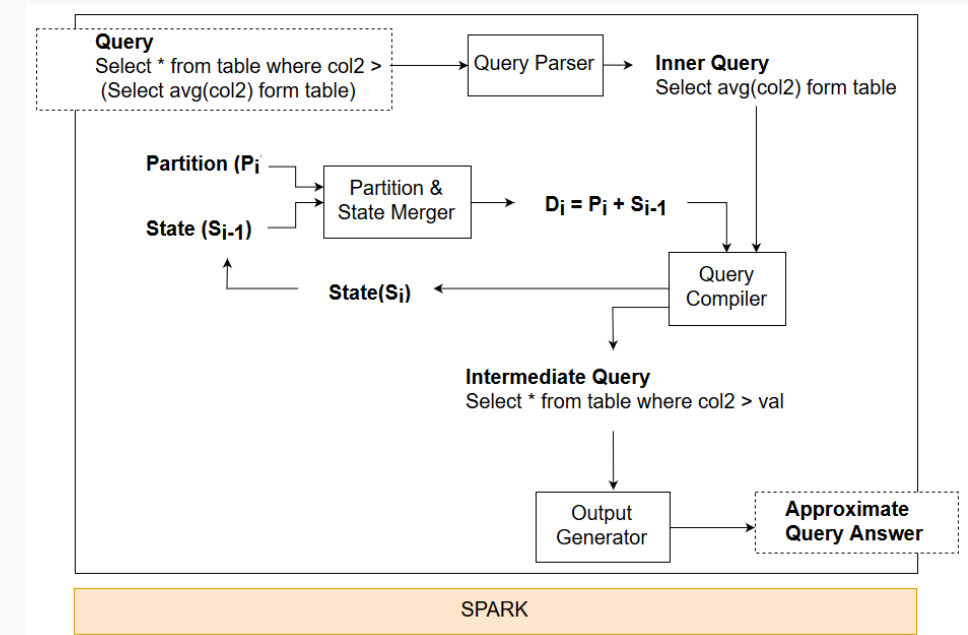 Query
Select * from table where col2 >
(Select avg(col2) form table)
Query Parser
Inner Query
Select avg(col2) form table
Partition (Pi
Partition &
State Merger
State (Si-1)
Di = Pi + Si-1
Query
Compiler
State(Si)
Intermediate Query
Select * from table where col2 > val
Output
Generator
Approximate
Query Answer
SPARK